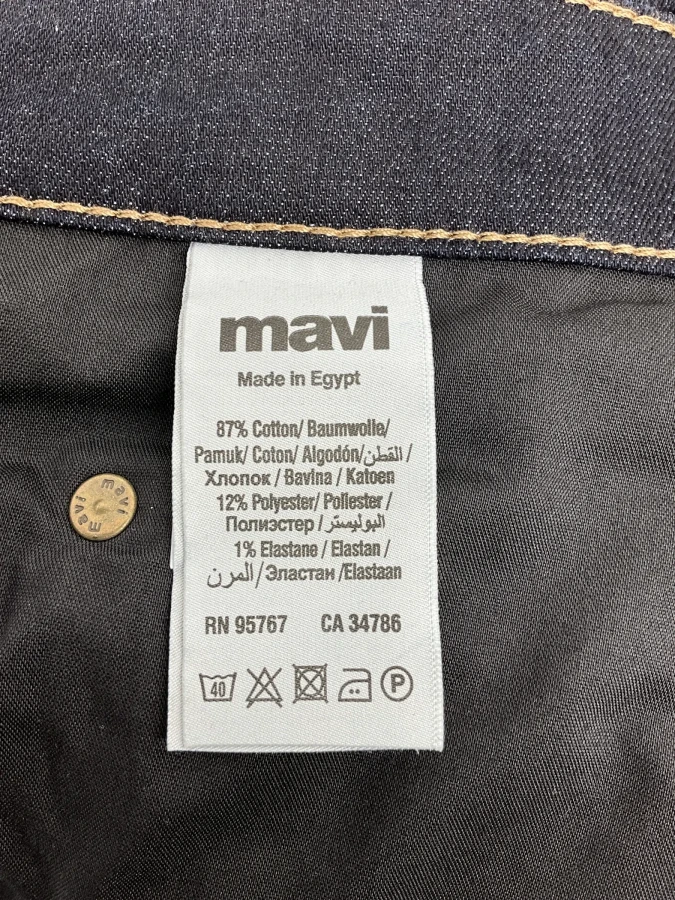 mavi
Made in Egypt
87% Cotton/ Baumwolle/
Pamuk/ Coton/ Algodón/القطن/
Хлопок / Bavlna / Katoen
12% Polyester/ Poliester /
Полиэстер / البوليستر/
1% Elastane / Elastan /
المرن/Эластан /Elastaan
RN 95767 CA 34786
40
P
mavi
mavi